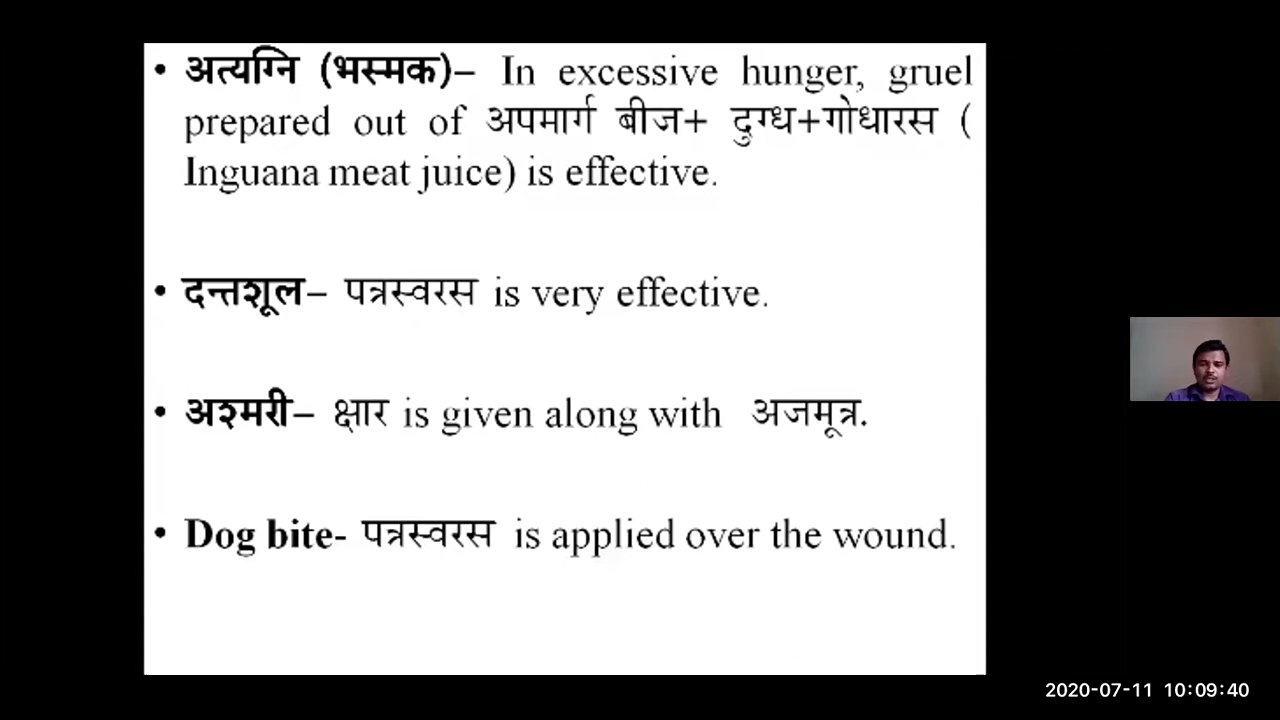 • अत्यग्नि (भस्मक)– In excessive hunger, gruel
prepared out of अपमार्ग बीज+ दुग्ध+गोधारस (
Inguana meat juice) is effective.
• दन्तशूल– पत्रस्वरस is very effective.
• अश्मरी– क्षार is given along with अजमूत्र.
• Dog bite- पत्रस्वरस is applied over the wound.
2020-07-11 10:09:40